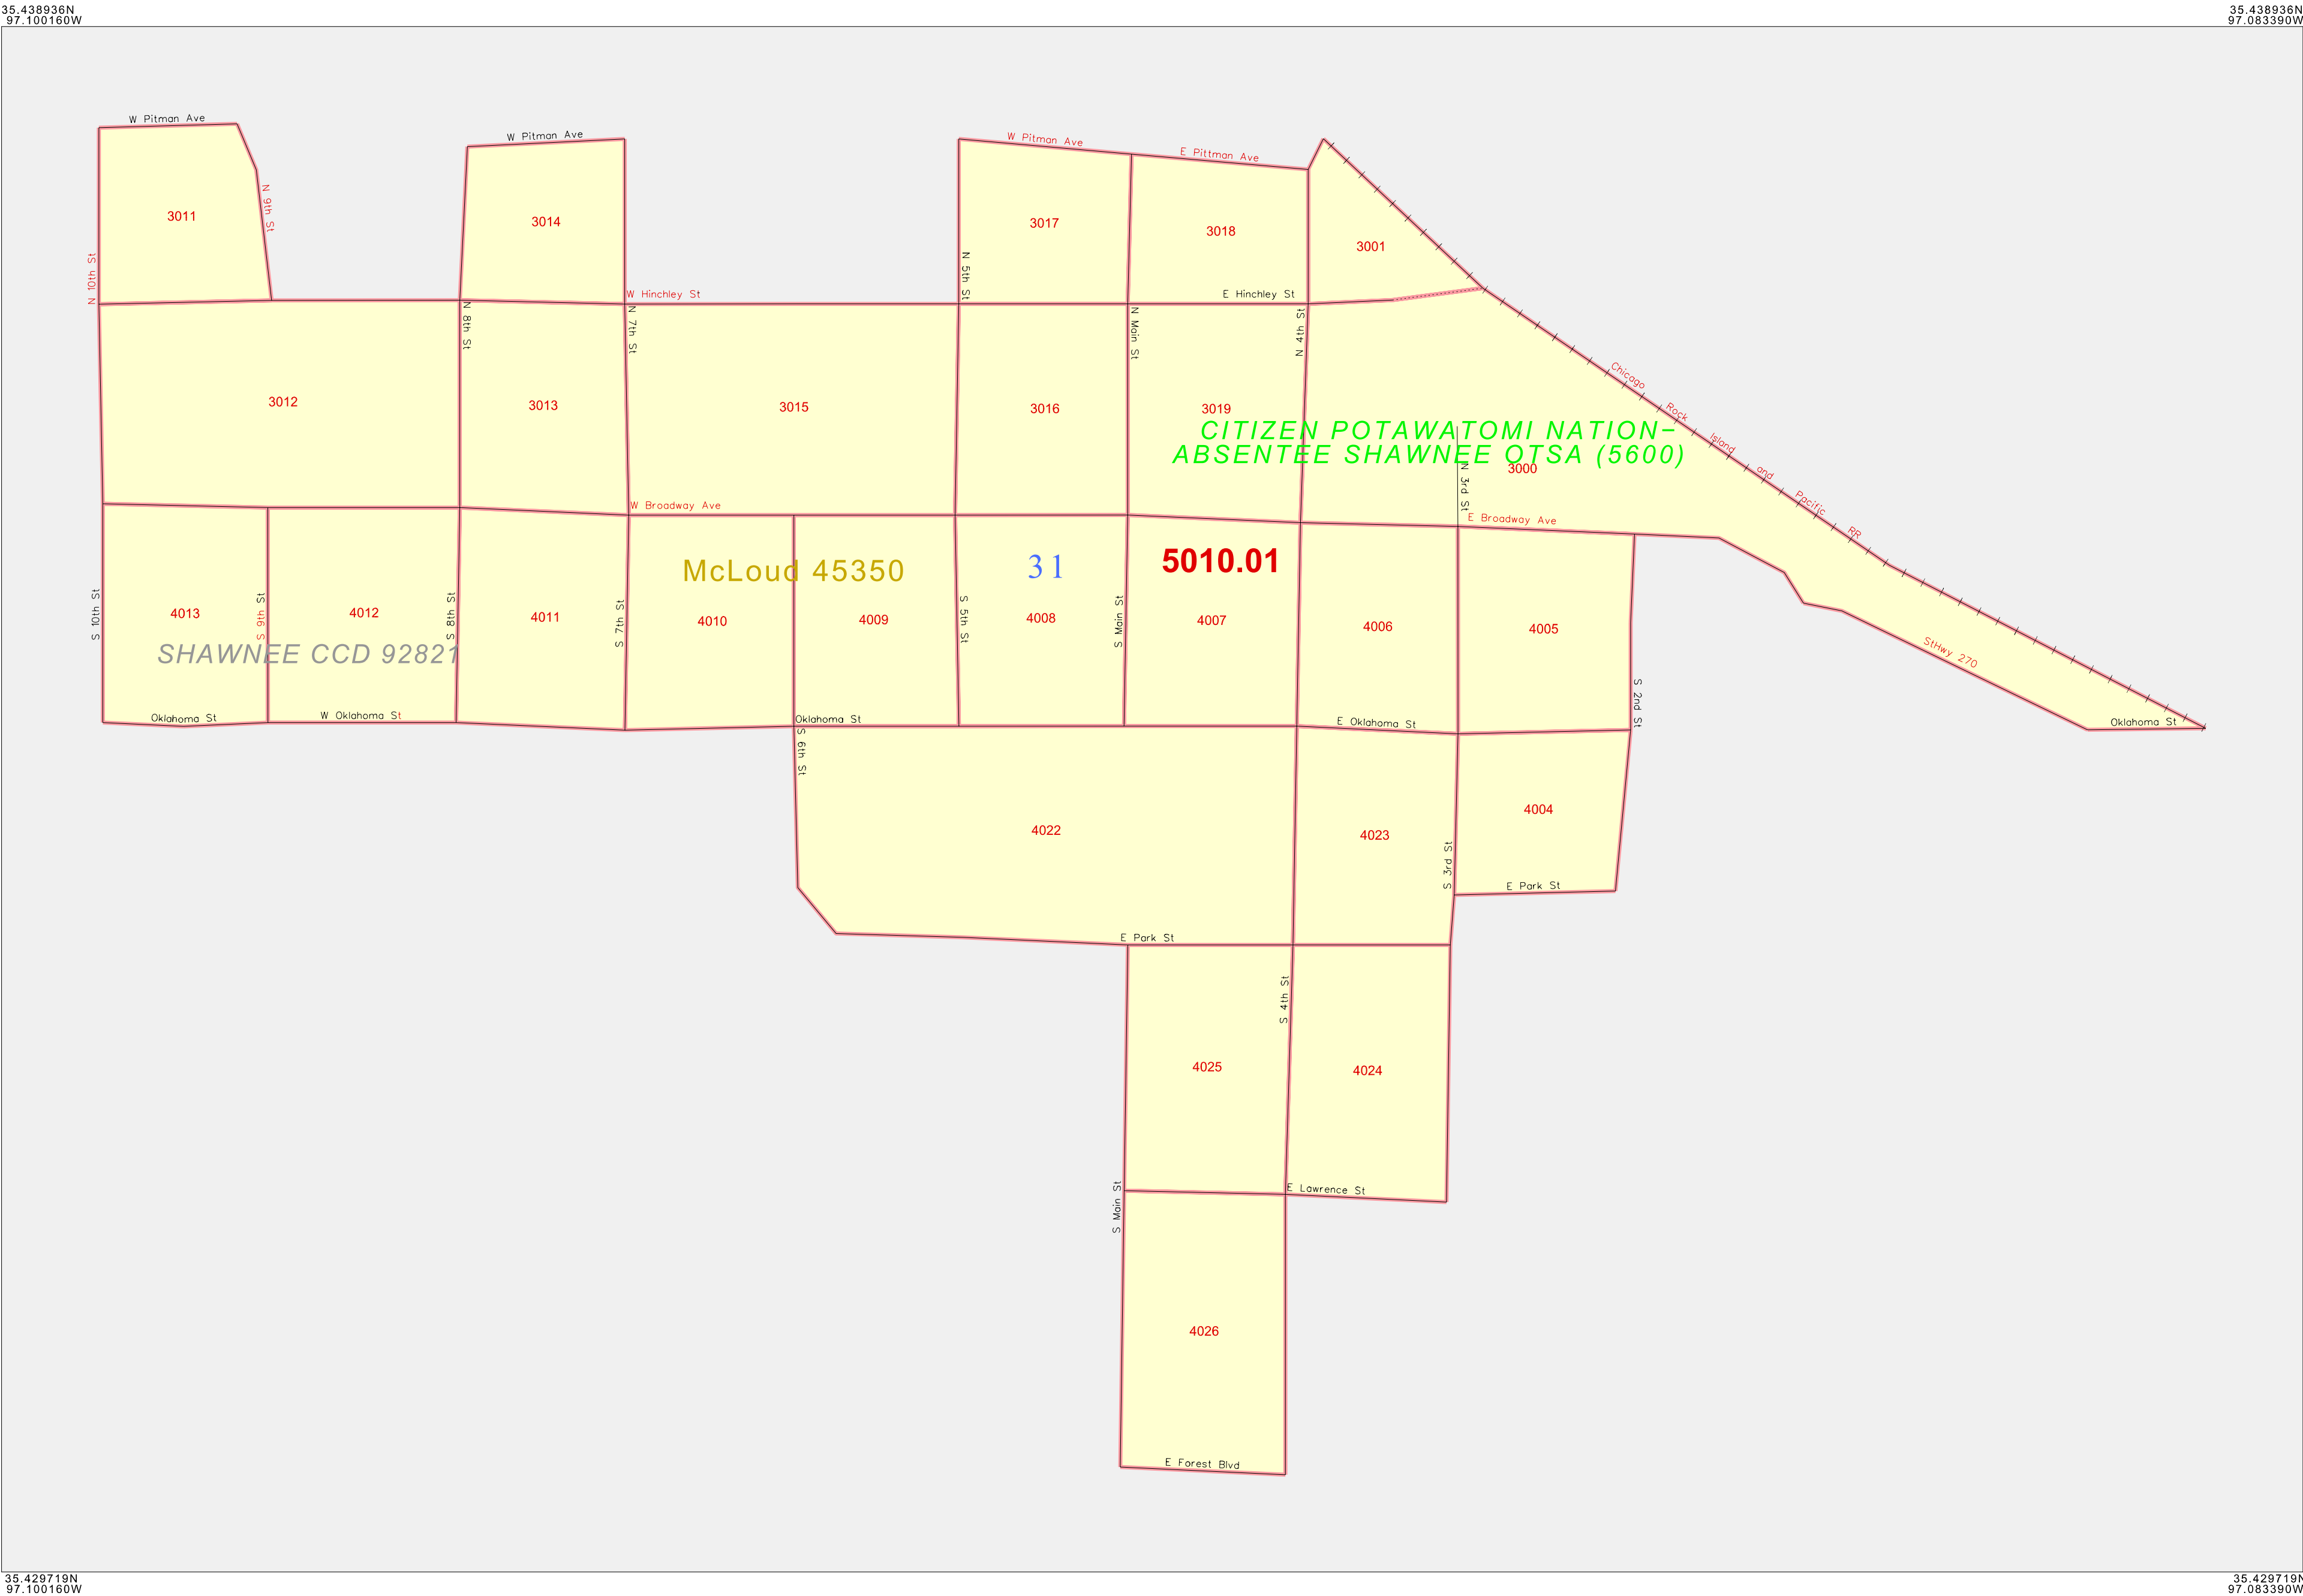 35.438936N
97.100160W
35.438936N
97.083390W
W Pitman Ave
W Pitman Ave
W Pitman Ave
E Pittman Ave
N 9th St
3011
3014
3017
3018
3001
N 10th St
N 5th St
W Hinchley St
E Hinchley St
N 8th St
N 7th St
N Main St
N 4th St
Chicago Rock Island and Pacific RR
3012
3013
3015
3016
3019
CITIZEN POTAWATOMI NATION-
ABSENTEE SHAWNEE OTSA (5600)
3000
N 3rd St
W Broadway Ave
E Broadway Ave
McLoud 45350
31
5010.01
S 10th St
4013
S 9th St
4012
S 8th St
4011
S 7th St
4010
4009
S 5th St
4008
S Main St
4007
4006
4005
SHAWNEE CCD 92821
StHwy 270
S 2nd St
Oklahoma St
W Oklahoma St
Oklahoma St
E Oklahoma St
Oklahoma St
S 6th St
4022
4023
4004
S 3rd St
E Park St
E Park St
S 4th St
4025
4024
S Main St
E Lawrence St
4026
E Forest Blvd
35.429719N
97.100160W
35.429719N
97.083390W